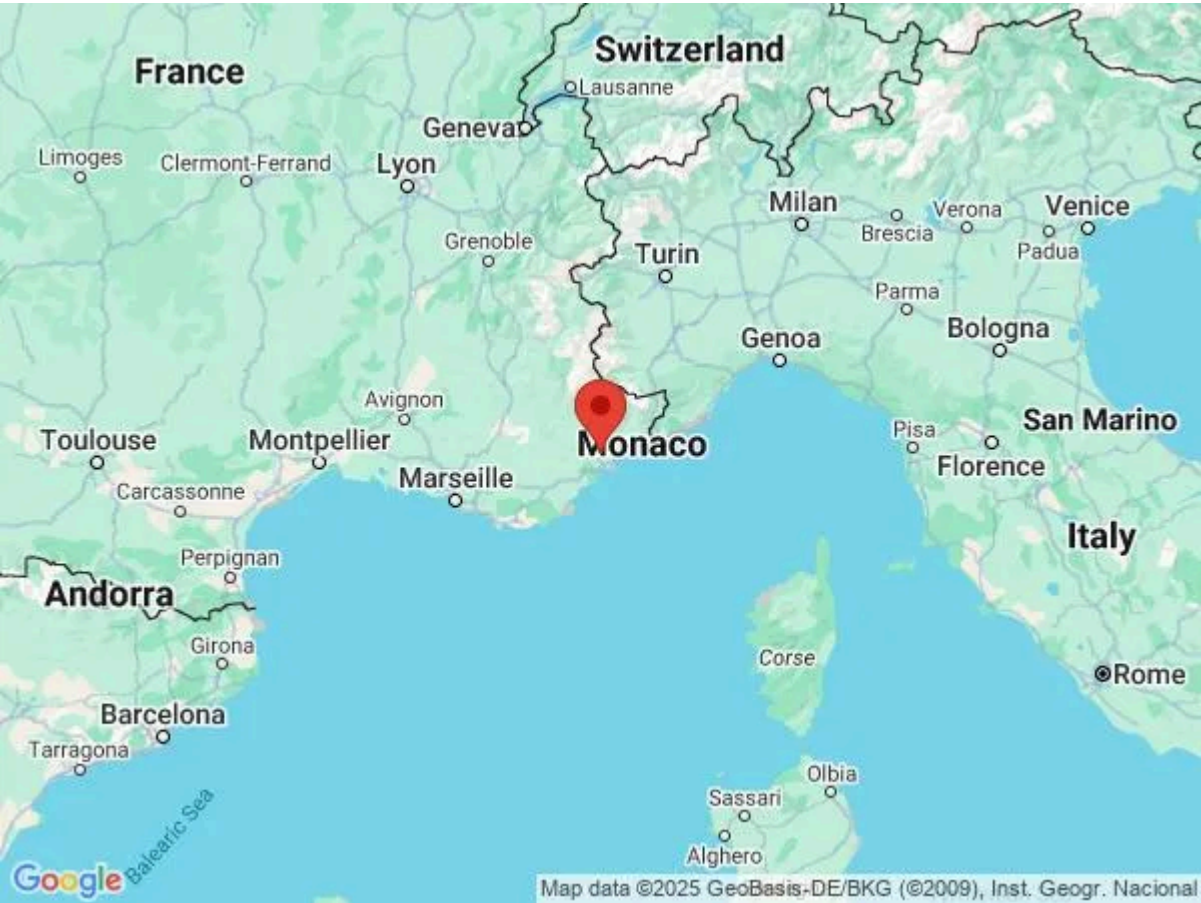 Switzerland
France
Lausanne
Geneva
Limoges
Clermont-Ferrand
Lyon
Milan
Verona
Venice
Brescia
Padua
Grenoble
Turin
Parma
Genoa
Bologna
Avignon
San Marino
Toulouse
Montpellier
Monaco
Pisa
Florence
Marseille
Carcassonne
Italy
Perpignan
Andorra
Girona
Corse
Rome
Barcelona
Tarragona
Olbia
Sassari
Balearic Sea
Alghero
Google
Map data ©2025 GeoBasis-DE/BKG (©2009), Inst. Geogr. Nacional